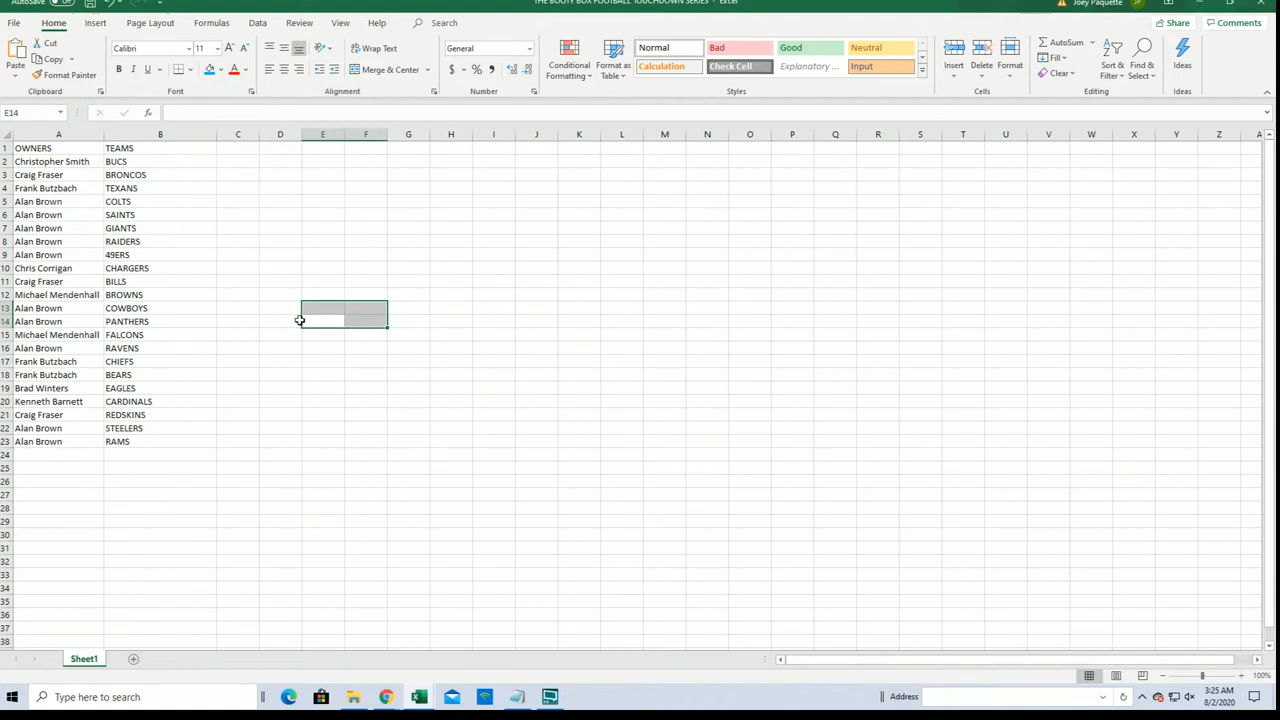 AutoSave Off THE BOOTY BOX FOOTBALL TOUCHDOWN SERIES - Excel Joey Paquette
File Home Insert Page Layout Formulas Data Review View Help Search Share Comments
Paste Cut Copy Format Painter Clipboard
Calibri 11 A A B I U A Font
Wrap Text Merge & Center Alignment
General $ % , Number
Conditional Formatting Format as Table
Normal Bad Good Neutral
Calculation Check Cell Explanatory ... Input
Styles
Insert Delete Format Cells
AutoSum Fill Clear Sort & Filter Find & Select Editing
Ideas Ideas
E14 fx
A B C D E F G H I J K L M N O P Q R S T U V W X Y Z A
1 OWNERS TEAMS
2 Christopher Smith BUCS
3 Craig Fraser BRONCOS
4 Frank Butzbach TEXANS
5 Alan Brown COLTS
6 Alan Brown SAINTS
7 Alan Brown GIANTS
8 Alan Brown RAIDERS
9 Alan Brown 49ERS
10 Chris Corrigan CHARGERS
11 Craig Fraser BILLS
12 Michael Mendenhall BROWNS
13 Alan Brown COWBOYS
14 Alan Brown PANTHERS
15 Michael Mendenhall FALCONS
16 Alan Brown RAVENS
17 Frank Butzbach CHIEFS
18 Frank Butzbach BEARS
19 Brad Winters EAGLES
20 Kenneth Barnett CARDINALS
21 Craig Fraser REDSKINS
22 Alan Brown STEELERS
23 Alan Brown RAMS
24
25
26
27
28
29
30
31
32
33
34
35
36
37
38
Sheet1
100%
Type here to search Address 3:25 AM
8/2/2020